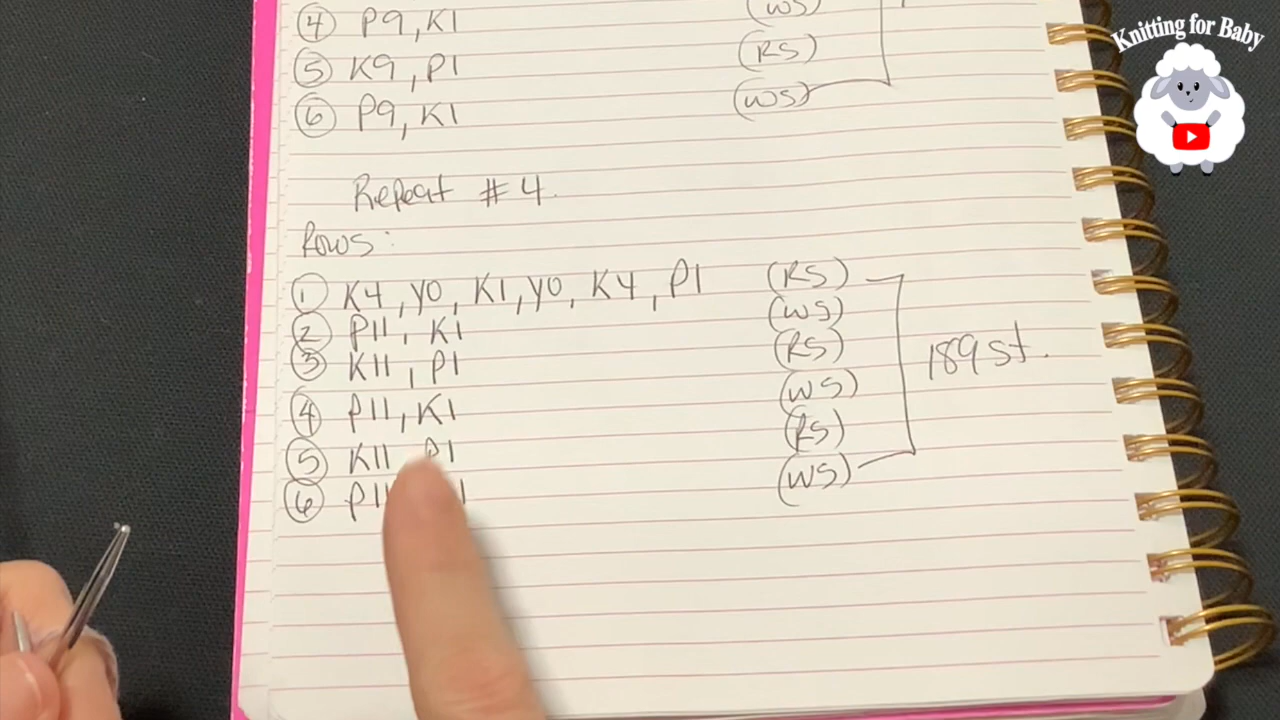 Knitting for Baby
(WS)
④ P9, K1
(RS)
⑤ K9, P1
(WS)
⑥ P9, K1
Repeat #4.
Rows:
① K4, YO, K1, YO, K4, P1 (RS)
② P11, K1 (WS)
③ K11, P1 (RS)
189 st.
④ P11, K1 (WS)
⑤ K11 P1 (RS)
⑥ P11 1 (WS)